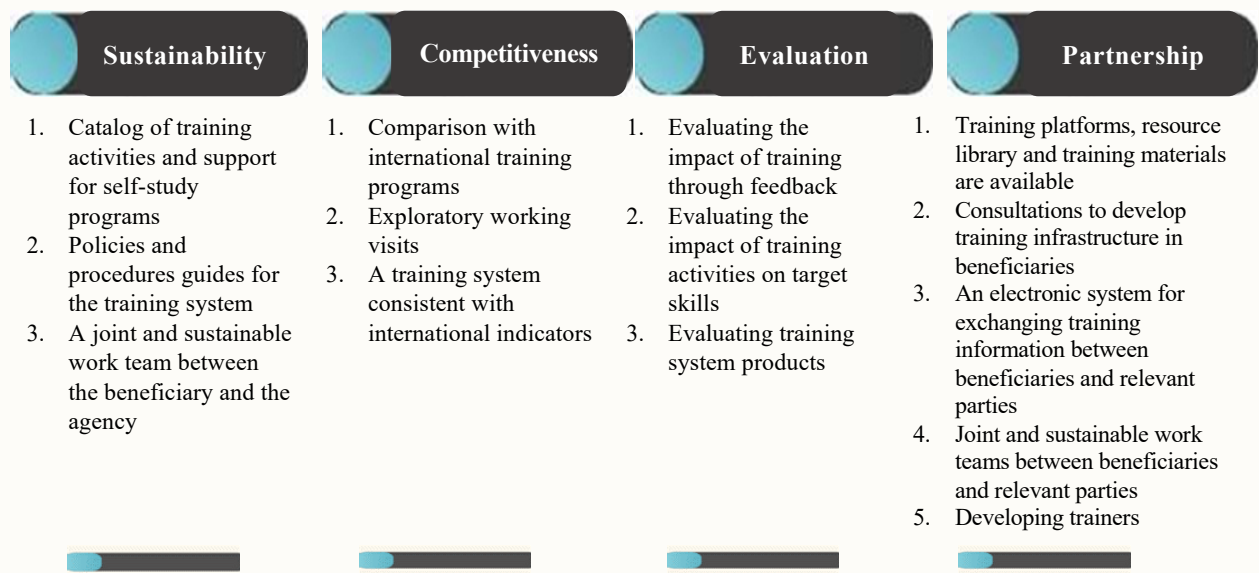 Sustainability
1. Catalog of training
activities and support
for self-study
programs
2. Policies and
procedures guides for
the training system
3. A joint and sustainable
work team between
the beneficiary and the
agency
Competitiveness
1. Comparison with
international training
programs
2. Exploratory working
visits
3. A training system
consistent with
international indicators
Evaluation
1. Evaluating the
impact of training
through feedback
2. Evaluating the
impact of training
activities on target
skills
3. Evaluating training
system products
Partnership
1. Training platforms, resource
library and training materials
are available
2. Consultations to develop
training infrastructure in
beneficiaries
3. An electronic system for
exchanging training
information between
beneficiaries and relevant
parties
4. Joint and sustainable work
teams between beneficiaries
and relevant parties
5. Developing trainers